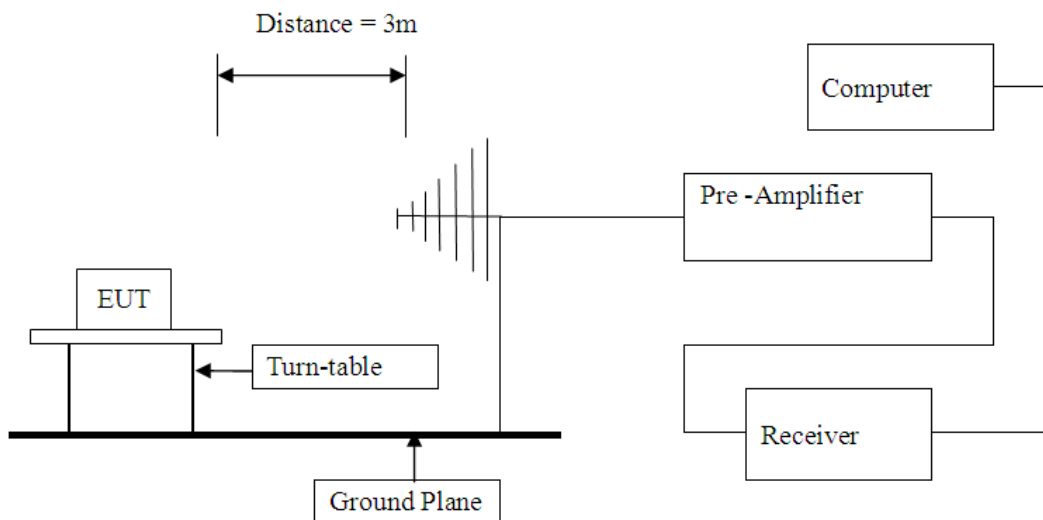 Distance = 3m
Computer
Pre -Amplifier
EUT
Turn-table
Receiver
Ground Plane